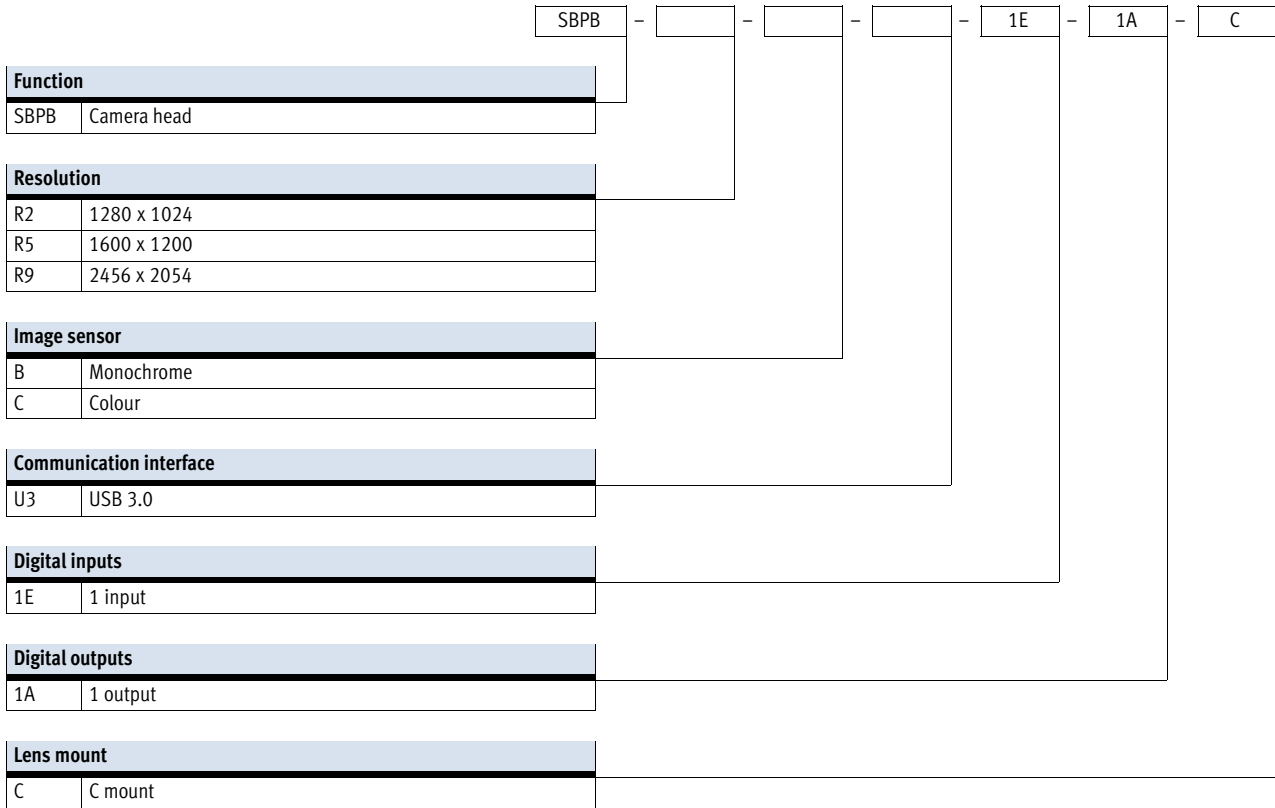 SBPB – – – – 1E – 1A – C
Function
SBPB Camera head
Resolution
R2 1280 x 1024
R5 1600 x 1200
R9 2456 x 2054
Image sensor
B Monochrome
C Colour
Communication interface
U3 USB 3.0
Digital inputs
1E 1 input
Digital outputs
1A 1 output
Lens mount
C C mount